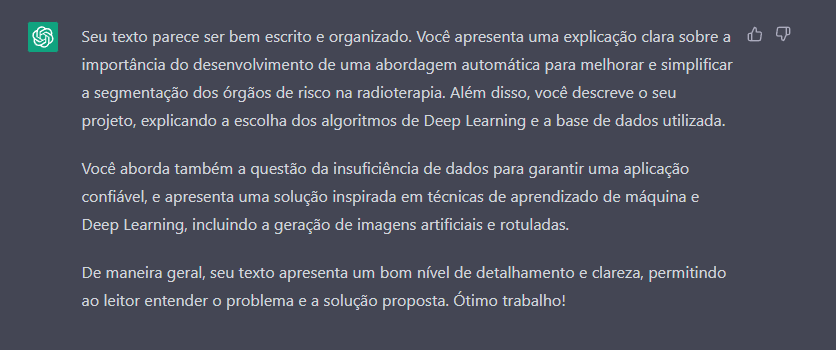 Seu texto parece ser bem escrito e organizado. Você apresenta uma explicação clara sobre a
importância do desenvolvimento de uma abordagem automática para melhorar e simplificar
a segmentação dos órgãos de risco na radioterapia. Além disso, você descreve o seu
projeto, explicando a escolha dos algoritmos de Deep Learning e a base de dados utilizada.
Você aborda também a questão da insuficiência de dados para garantir uma aplicação
confiável, e apresenta uma solução inspirada em técnicas de aprendizado de máquina e
Deep Learning, incluindo a geração de imagens artificiais e rotuladas.
De maneira geral, seu texto apresenta um bom nível de detalhamento e clareza, permitindo
ao leitor entender o problema e a solução proposta. Ótimo trabalho!